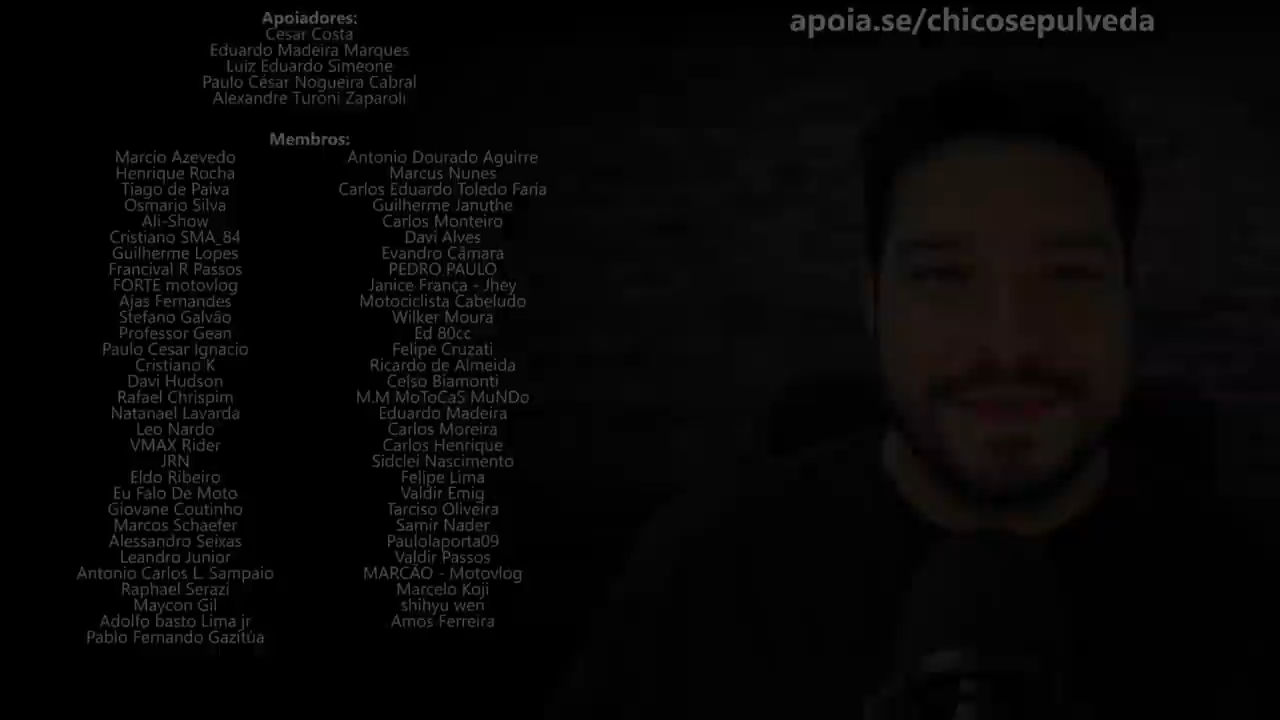 apoia.se/chicosepulveda
Apoiadores:
Cesar Costa
Eduardo Madeira Marques
Luiz Eduardo Simeone
Paulo César Nogueira Cabral
Alexandre Turoni Zaparoli
Membros:
Marcio Azevedo
Henrique Rocha
Tiago de Paiva
Osmario Silva
Ali-Show
Cristiano SMA_84
Guilherme Lopes
Francival R Passos
FORTE motovlog
Ajas Fernandes
Stefano Galvão
Professor Gean
Paulo Cesar Ignacio
Cristiano K
Davi Hudson
Rafael Chrispim
Natanael Lavarda
Leo Nardo
VMAX Rider
JRN
Eldo Ribeiro
Eu Falo De Moto
Giovane Coutinho
Marcos Schaefer
Alessandro Seixas
Leandro Junior
Antonio Carlos L. Sampaio
Raphael Serazi
Maycon Gil
Adolfo basto Lima jr
Pablo Fernando Gazitúa
Antonio Dourado Aguirre
Marcus Nunes
Carlos Eduardo Toledo Faria
Guilherme Januthe
Carlos Monteiro
Davi Alves
Evandro Câmara
PEDRO PAULO
Janice França - Jhey
Motociclista Cabeludo
Wilker Moura
Ed 80cc
Felipe Cruzati
Ricardo de Almeida
Celso Biamonti
M.M MoToCaS MuNDo
Eduardo Madeira
Carlos Moreira
Carlos Henrique
Sidclei Nascimento
Felipe Lima
Valdir Emig
Tarciso Oliveira
Samir Nader
Paulolaporta09
Valdir Passos
MARCÃO - Motovlog
Marcelo Koji
shihyu wen
Amos Ferreira